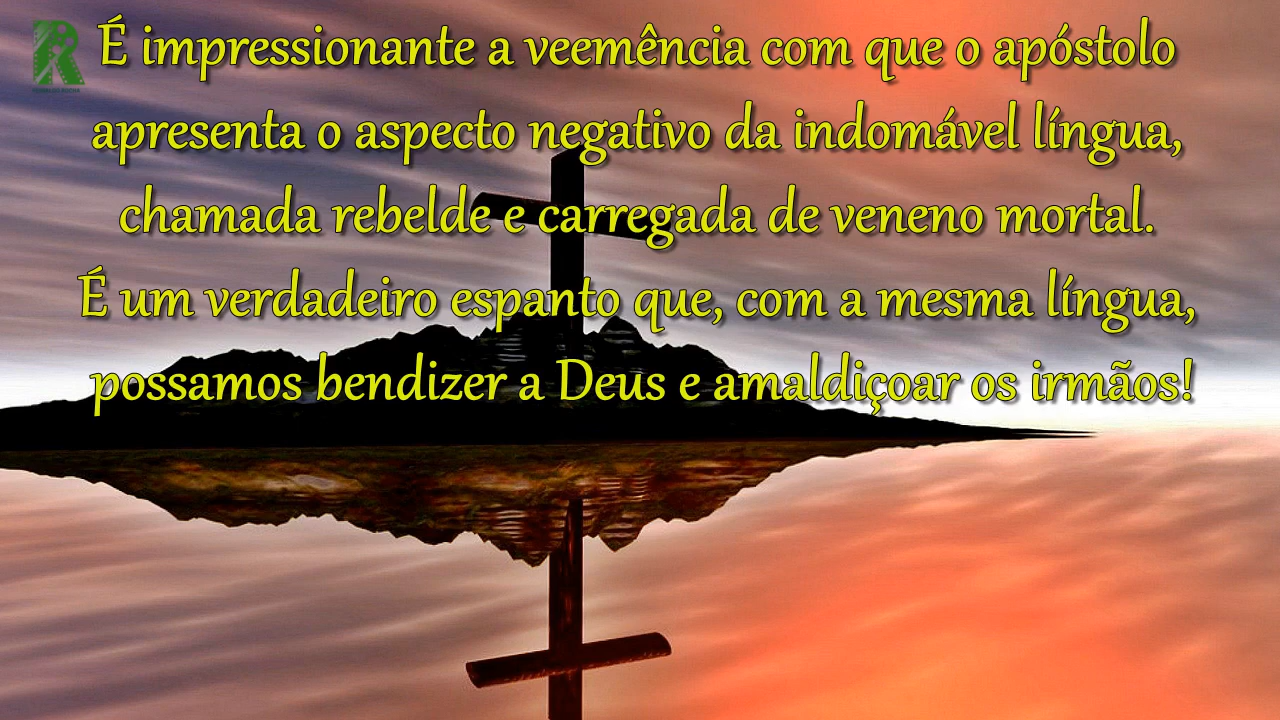 É impressionante a veemência com que o apóstolo
apresenta o aspecto negativo da indomável língua,
chamada rebelde e carregada de veneno mortal.
É um verdadeiro espanto que, com a mesma língua,
possamos bendizer a Deus e amaldiçoar os irmãos!